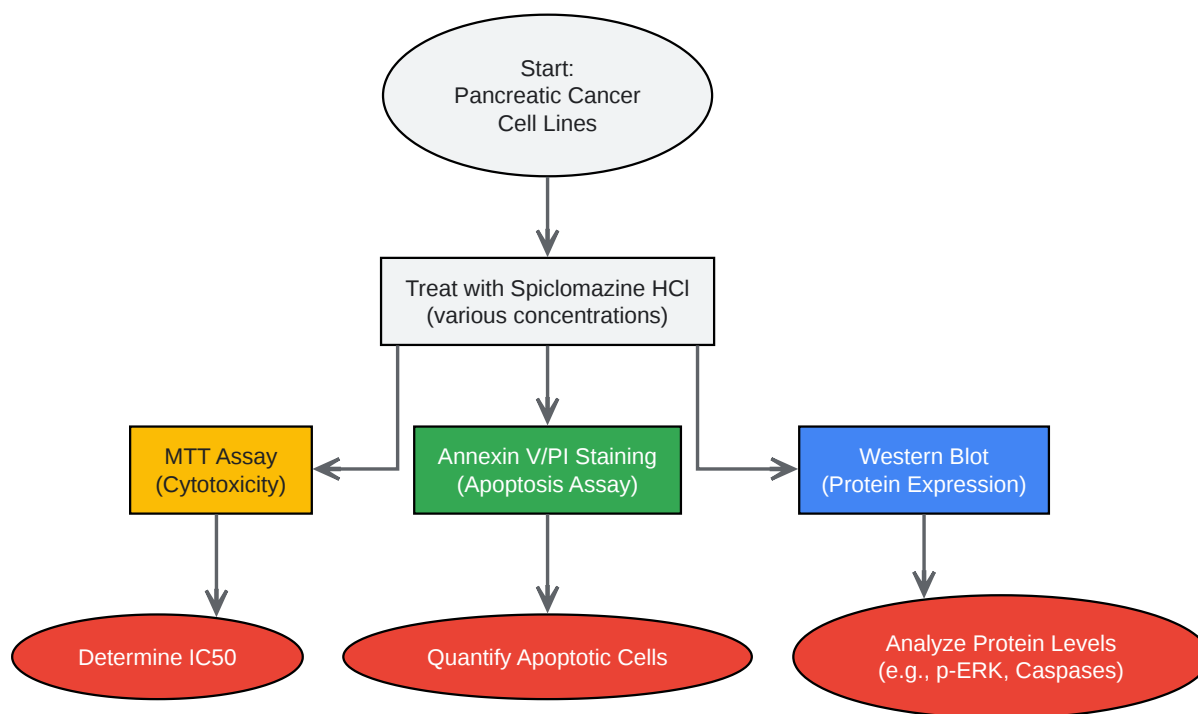 Start:
Pancreatic Cancer
Cell Lines
Treat with Spiclomazine HCl
(various concentrations)
MTT Assay
(Cytotoxicity)
Annexin V/PI Staining
(Apoptosis Assay)
Western Blot
(Protein Expression)
Determine IC50
Quantify Apoptotic Cells
Analyze Protein Levels
(e.g., p-ERK, Caspases)